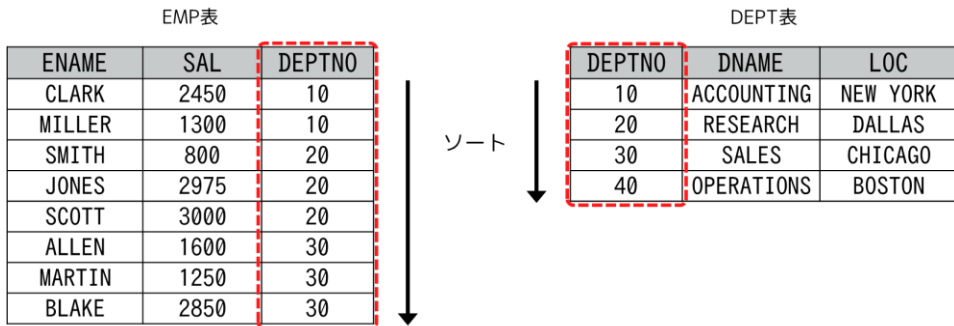 EMP表
DEPT表
ENAME SAL DEPTNO
CLARK 2450 10
MILLER 1300 10
SMITH 800 20
JONES 2975 20
SCOTT 3000 20
ALLEN 1600 30
MARTIN 1250 30
BLAKE 2850 30
ソート
DEPTNO DNAME LOC
10 ACCOUNTING NEW YORK
20 RESEARCH DALLAS
30 SALES CHICAGO
40 OPERATIONS BOSTON